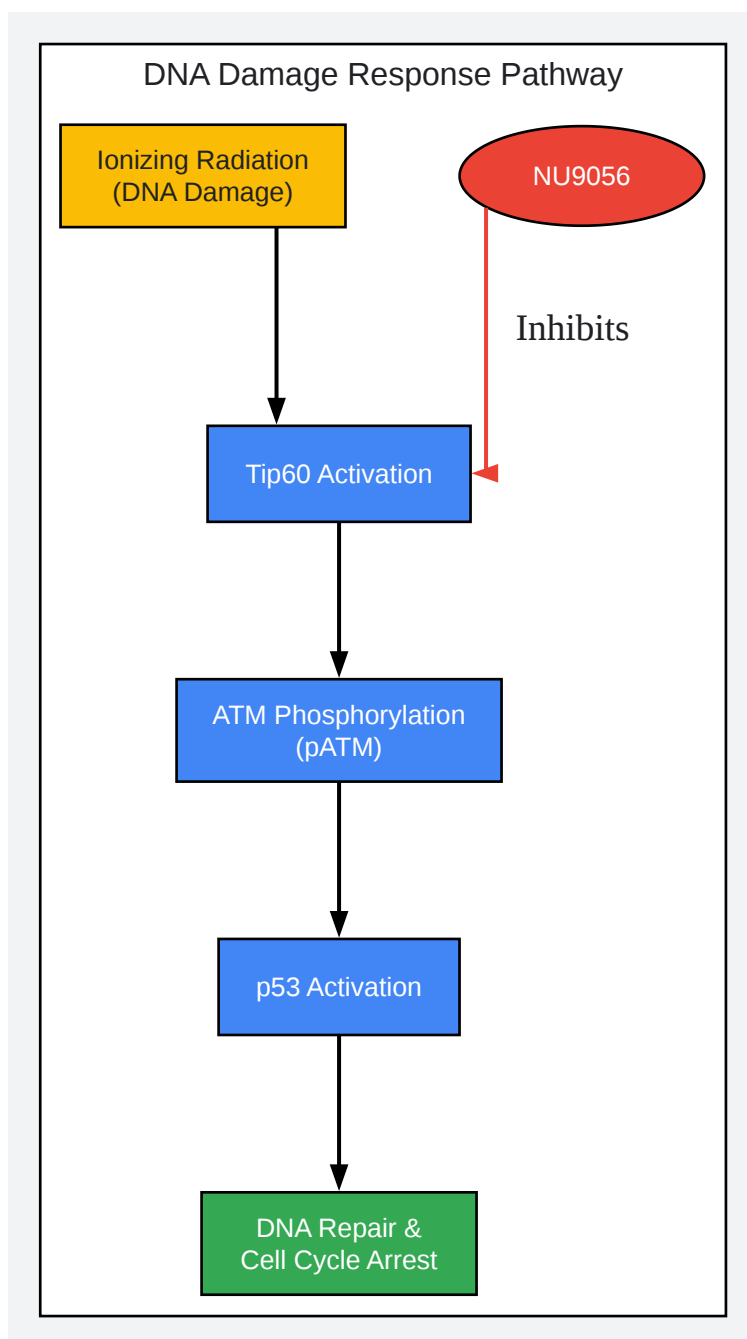 DNA Damage Response Pathway
Ionizing Radiation
(DNA Damage)
NU9056
Inhibits
Tip60 Activation
ATM Phosphorylation
(pATM)
p53 Activation
DNA Repair &
Cell Cycle Arrest